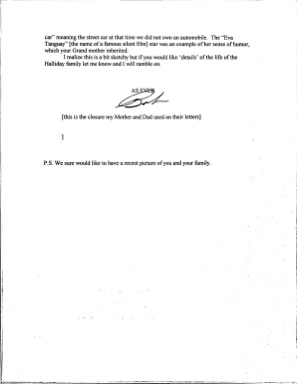 car" meaning the street car at that time we did not own an automobile. The "Eva
Tanguay" [the name of a famous silent film] star was an example of her sense of humor,
which your Grand mother inherited.
I realize this is a bit sketchy but if you would like 'details' of the life of the
Halliday family let me know and I will ramble on
AS EVER
Bob
[this is the closure my Mother and Dad used on their letters]
]
P.S. We sure would like to have a recent picture of you and your family.